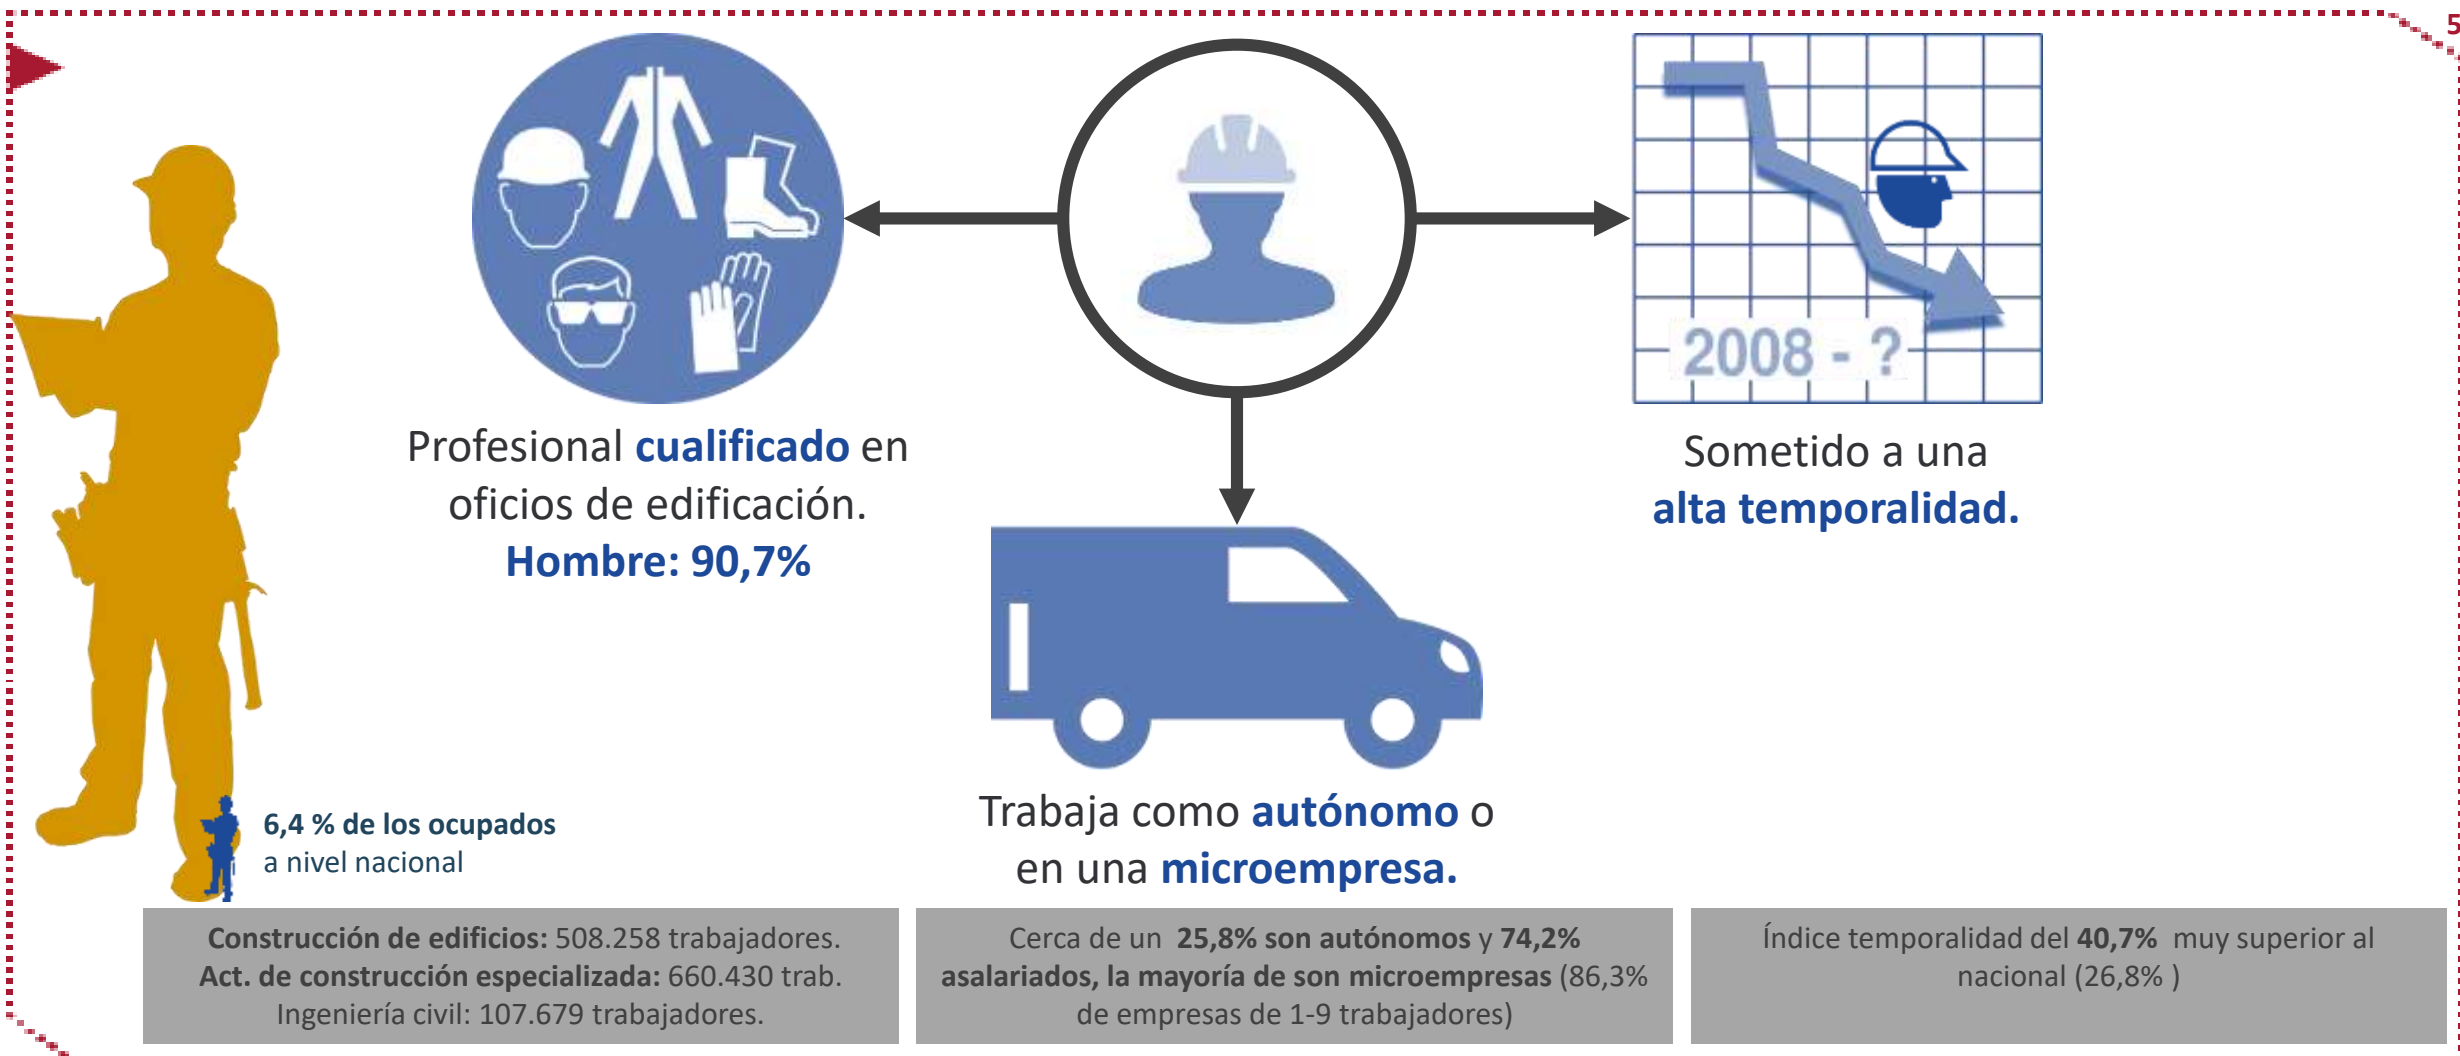 5
2008 - ?
Profesional cualificado en
oficios de edificación.
Hombre: 90,7%
Sometido a una
alta temporalidad.
Trabaja como autónomo o
en una microempresa.
6,4 % de los ocupados
a nivel nacional
Construcción de edificios: 508.258 trabajadores.
Act. de construcción especializada: 660.430 trab.
Ingeniería civil: 107.679 trabajadores.
Cerca de un 25,8% son autónomos y 74,2%
asalariados, la mayoría de son microempresas (86,3%
de empresas de 1-9 trabajadores)
Índice temporalidad del 40,7% muy superior al
nacional (26,8% )